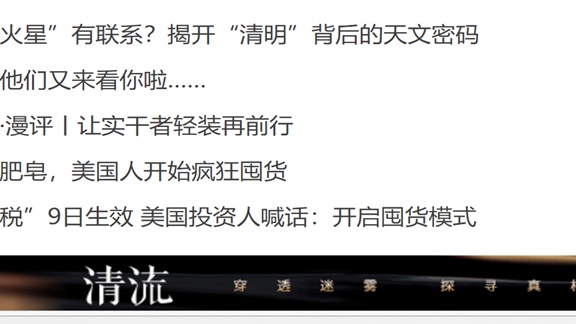 火星”有联系？揭开“清明”背后的天文密码
他们又来看你啦……
·漫评丨让实干者轻装再前行
肥皂，美国人开始疯狂囤货
税”9日生效 美国投资人喊话：开启囤货模式
清流 穿透迷雾 探寻真